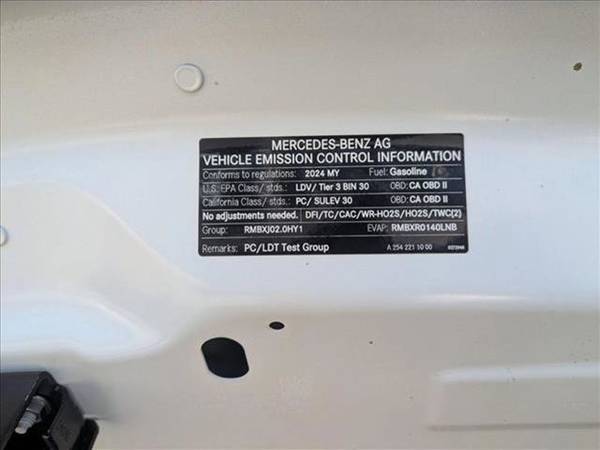 MERCEDES-BENZ AG
VEHICLE EMISSION CONTROL INFORMATION
Conforms to regulations: 2024 MY Fuel: Gasoline
U.S. EPA Class/ stds.: LDV/ Tier 3 BIN 30 OBD: CA OBD II
California Class/ stds.: PC/ SULEV 30 OBD: CA OBD II
No adjustments needed. DFI/TC/CAC/WR-HO2S/HO2S/TWC(2)
Group: RMBXJ02.0HY1 EVAP: RMBXR0140LNB
Remarks: PC/LDT Test Group A 254 221 10 00